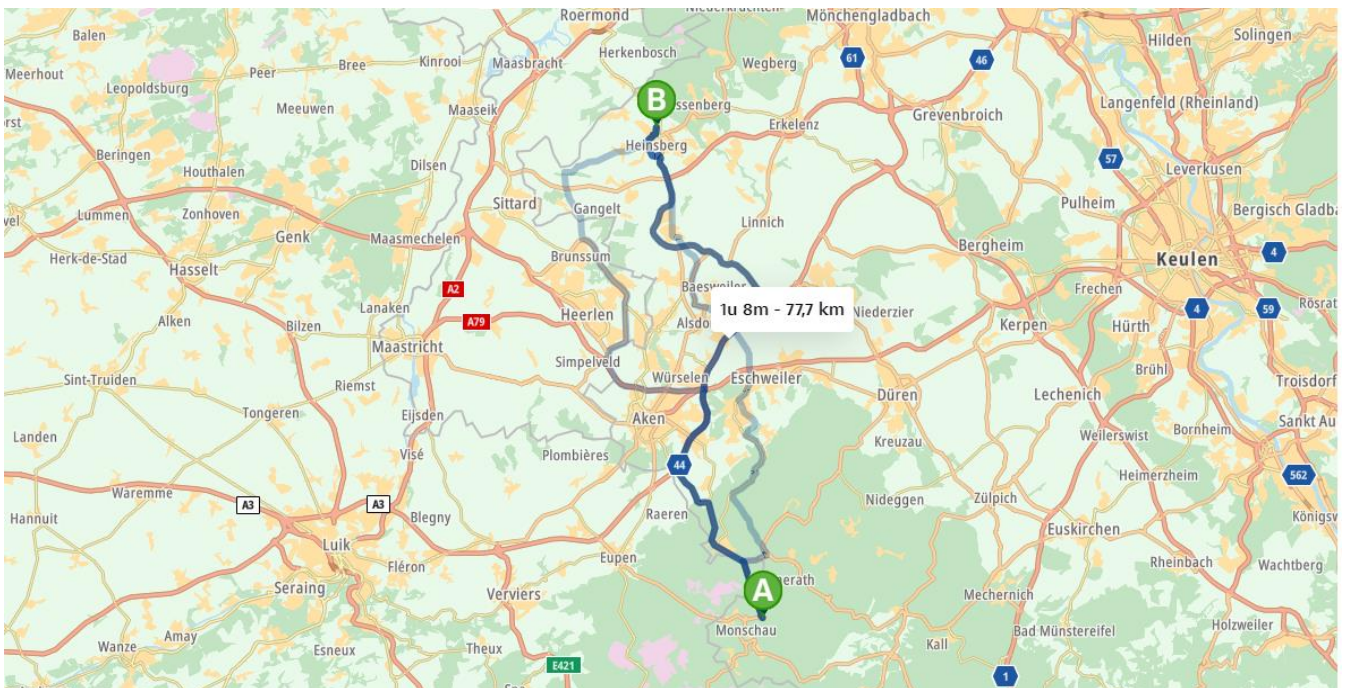 Roermond
Mönchengladbach
Balen
Kinrooi
Maasbracht
Herkenbosch
Wegberg
61
46
Hilden
Solingen
Meerhout
Peer
Bree
Leopoldsburg
Meeuwen
Maaseik
B
ssenberg
Erkelenz
Grevenbroich
Langenfeld (Rheinland)
Beringen
Houthalen
Dilsen
Heinsberg
57
Leverkusen
Lummen
Zonhoven
Sittard
Gangelt
Linnich
Pulheim
Bergisch Gladba
Genk
Maasmechelen
Brunssum
Bergheim
Keulen
4
Herk-de-Stad
Hasselt
A2
Baesweiler
Frechen
Lanaken
Heerlen
1u 8m - 77,7 km
Niederzier
4
59
Rösrat
Alken
Bilzen
A79
Alsdo
Kerpen
Hürth
Maastricht
Simpelveld
Sint-Truiden
Riemst
Würselen
Eschweiler
Brühl
Troisdorf
Tongeren
Eijsden
Aken
Düren
Lechenich
Landen
Visé
Plombières
Kreuzau
Weilerswist
Bornheim
Sankt Au
44
Heimerzheim
562
Waremme
A3
A3
Nideggen
Zülpich
Hannuit
Blegny
Raeren
Euskirchen
Königsw
Luik
Fléron
Eupen
Rheinbach
Wachtberg
Seraing
Verviers
A
nerath
Mechernich
Amay
Monschau
Bad Münstereifel
Holzweiler
Wanze
Esneux
Theux
Kall
E421
1